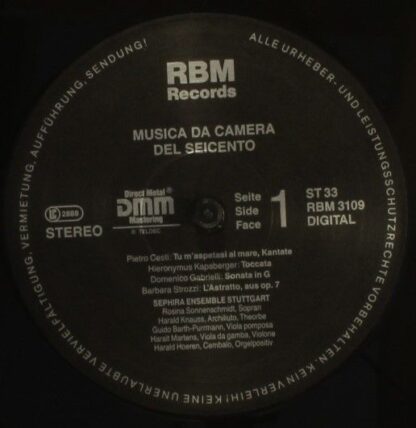 ALLE URHEBER- UND LEISTUNGSSCHUTZRECHTE VORBEHALTEN. KEIN VERLEIH! KEINE UNERLAUBTE VERVIELFÄLTIGUNG, VERMIETUNG, AUFFÜHRUNG, SENDUNG!
RBM
Records
MUSICA DA CAMERA
DEL SEICENTO
LC 2889
STEREO
Direct Metal®
DMM
Mastering
TELDEC
Seite
Side
Face
1
ST 33
RBM 3109
DIGITAL
Pietro Cesti: Tu m'aspetasi al mare, Kantate
Hieronymus Kapsberger: Toccata
Domenico Gabrielli: Sonata in G
Barbara Strozzi: L'Astratto, aus op. 7
SEPHIRA ENSEMBLE STUTTGART
Rosina Sonnenschmidt, Sopran
Harald Knauss, Archiliuto, Theorbe
Guido Barth-Purrmann, Viola pomposa
Harait Martens, Viola da gamba, Violone
Harald Hoeren, Cembalo, Orgelpositiv